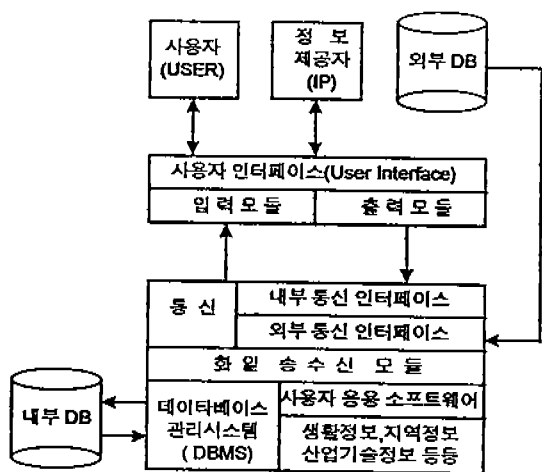 사용자
(USER)
정 보
제공자
(IP)
외부 DB
사용자 인터페이스(User Interface)
입 력 모 듈
출 력 모 듈
통 신
내부 통신 인터페이스
외부 통신 인터페이스
화 일 송 수 신 모 듈
내부 DB
데이타베이스
관리시스템
( DBMS)
사용자 응용 소프트웨어
생활정보,지역정보
산업기술정보 등등